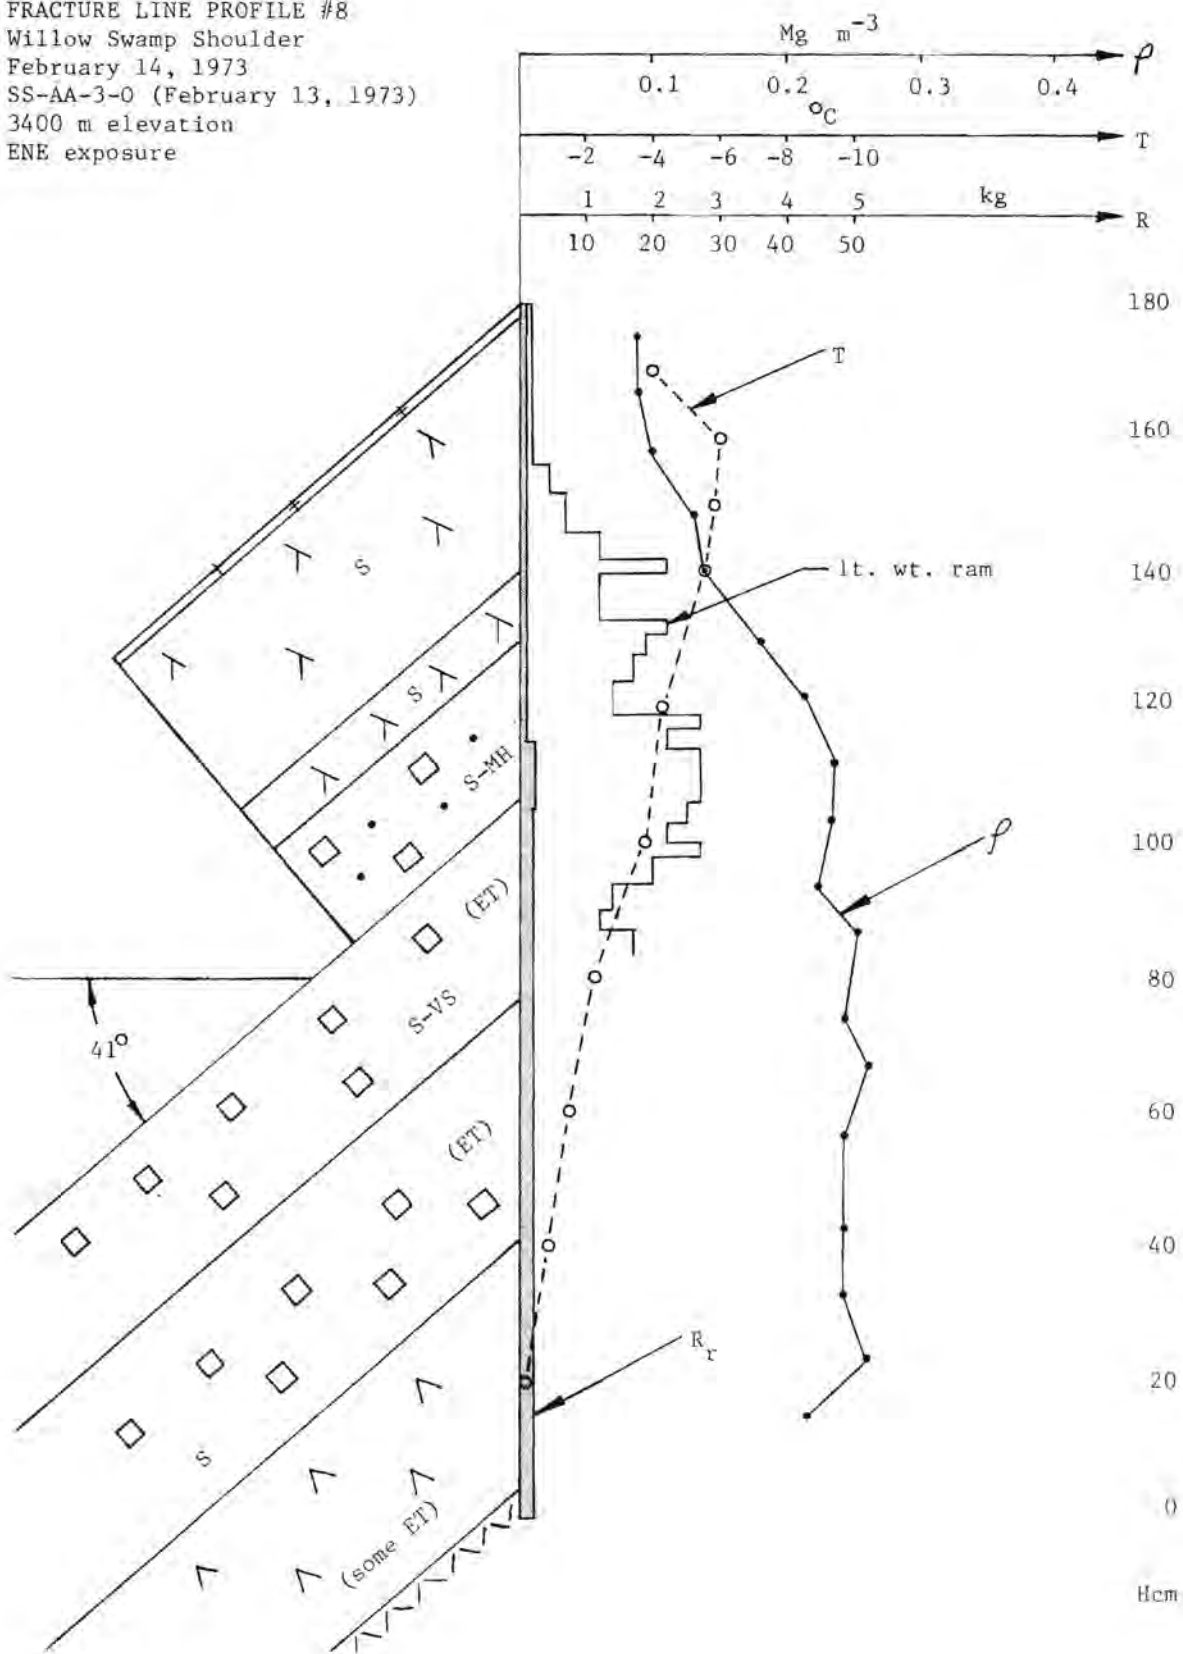 FRACTURE LINE PROFILE #8
Willow Swamp Shoulder
February 14, 1973
SS-AA-3-O (February 13, 1973)
3400 m elevation
ENE exposure
Mg m⁻³
ρ
0.1 0.2 0.3 0.4
°C
T
-2 -4 -6 -8 -10
1 2 3 4 5 kg
R
10 20 30 40 50
180
T
160
S
lt. wt. ram
140
S
120
S-MH
ρ
100
(ET)
80
S-VS
41°
60
(ET)
40
R_r
20
S
0
(some ET)
Hcm